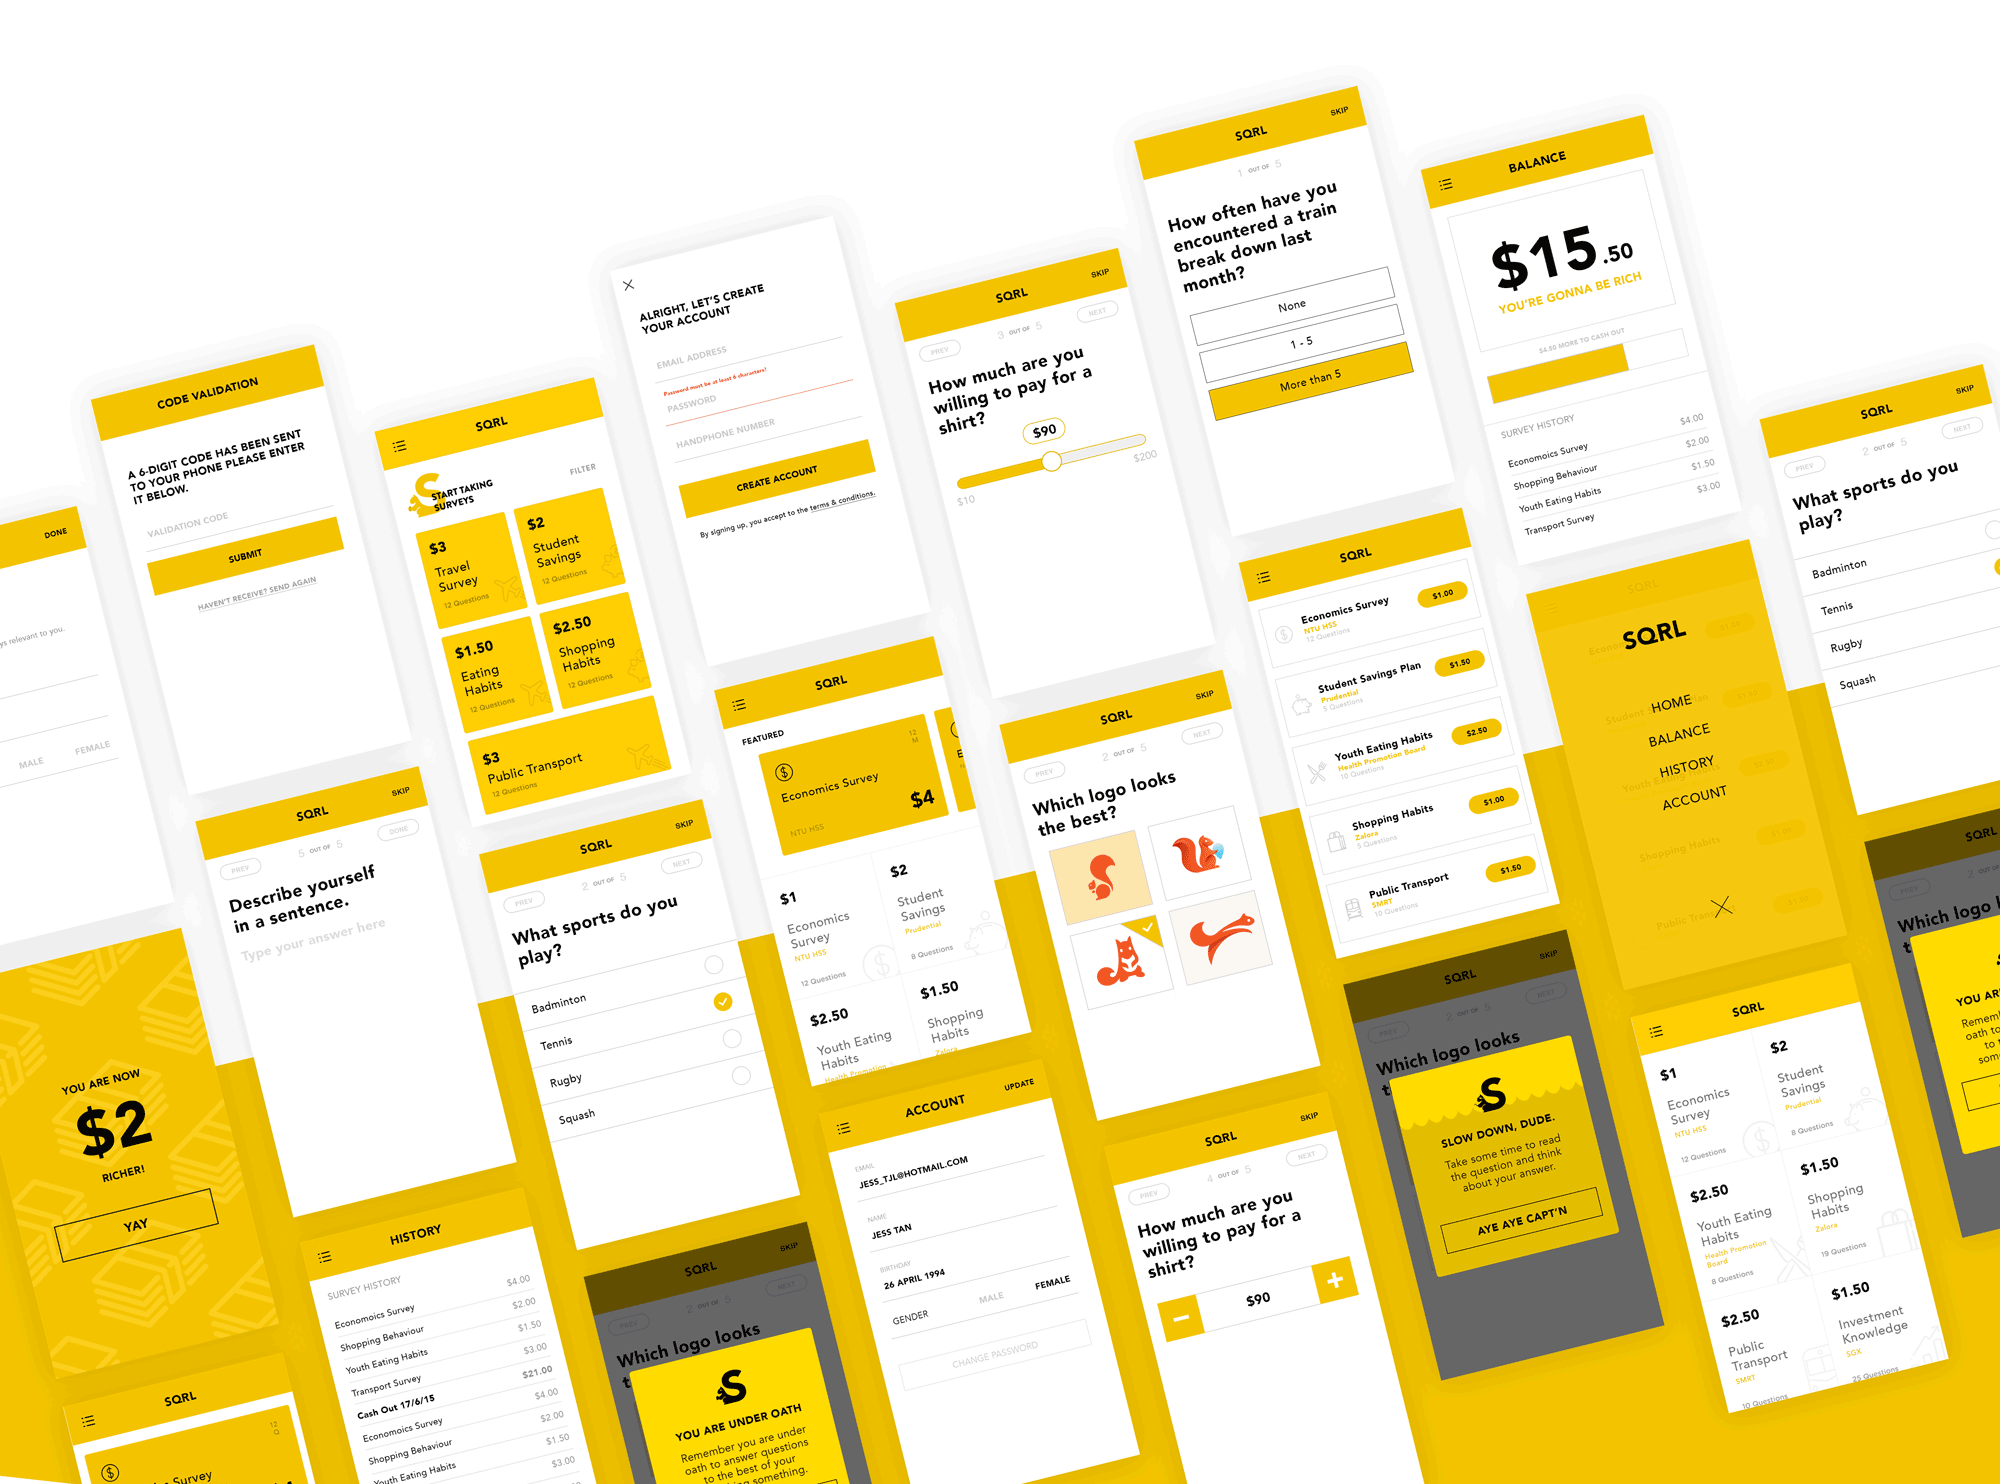 DONE
ys relevant to you.
MALE
FEMALE
YOU ARE NOW
$2
RICHER!
YAY
SQRL
12
Q
Survey
CODE VALIDATION
A 6-DIGIT CODE HAS BEEN SENT
TO YOUR PHONE PLEASE ENTER
IT BELOW.
VALIDATION CODE
SUBMIT
HAVEN'T RECEIVE? SEND AGAIN
SQRL
SKIP
PREV
5 OUT OF 5
DONE
Describe yourself
in a sentence.
Type your answer here
HISTORY
SURVEY HISTORY
Economoics Survey
$4.00
Shopping Behaviour
$2.00
Youth Eating Habits
$1.50
Transport Survey
$3.00
Cash Out 17/6/15
$21.00
Economoics Survey
$4.00
Shopping Behaviour
$2.00
Youth Eating Habits
$1.50
$3.00
SQRL
START TAKING
SURVEYS
FILTER
$3
Travel
Survey
12 Questions
$2
Student
Savings
12 Questions
$1.50
Eating
Habits
12 Questions
$2.50
Shopping
Habits
12 Questions
$3
Public Transport
12 Questions
SQRL
SKIP
PREV
2 OUT OF 5
NEXT
What sports do you
play?
Badminton
Tennis
Rugby
Squash
SQRL
SKIP
PREV
2 OUT OF 5
NEXT
Which logo looks
YOU ARE UNDER OATH
Remember you are under
oath to answer questions
to the best of your
something.
ALRIGHT, LET'S CREATE
YOUR ACCOUNT
EMAIL ADDRESS
Password must be at least 6 characters!
PASSWORD
HANDPHONE NUMBER
CREATE ACCOUNT
By signing up, you accept to the terms & conditions.
SQRL
FEATURED
12
M
Economics Survey
$4
NTU HSS
$1
Economics
Survey
NTU HSS
12 Questions
$2
Student
Savings
Prudential
8 Questions
$2.50
Youth Eating
Habits
Health Promotion
$1.50
Shopping
Habits
Zalora
ACCOUNT
UPDATE
EMAIL
JESS_TJL@HOTMAIL.COM
NAME
JESS TAN
BIRTHDAY
26 APRIL 1994
GENDER
MALE
FEMALE
CHANGE PASSWORD
SQRL
SKIP
PREV
3 OUT OF 5
NEXT
How much are you
willing to pay for a
shirt?
$90
$10
$200
SQRL
SKIP
PREV
2 OUT OF 5
NEXT
Which logo looks
the best?
SQRL
SKIP
PREV
4 OUT OF 5
NEXT
How much are you
willing to pay for a
shirt?
$90
SQRL
SKIP
1 OUT OF 5
How often have you
encountered a train
break down last
month?
None
1 - 5
More than 5
SQRL
Economics Survey
NTU HSS
12 Questions
$1.00
Student Savings Plan
Prudential
5 Questions
$1.50
Youth Eating Habits
Health Promotion Board
10 Questions
$2.50
Shopping Habits
Zalora
5 Questions
$1.00
Public Transport
SMRT
10 Questions
$1.50
SQRL
SKIP
PREV
2 OUT OF 5
NEXT
Which logo looks
SLOW DOWN, DUDE.
Take some time to read
the question and think
about your answer.
AYE AYE CAPT'N
BALANCE
$15.50
YOU'RE GONNA BE RICH
$4.50 MORE TO CASH OUT
SURVEY HISTORY
Economoics Survey
$4.00
Shopping Behaviour
$2.00
Youth Eating Habits
$1.50
Transport Survey
$3.00
SQRL
SQRL
HOME
BALANCE
HISTORY
ACCOUNT
Shopping Habits
SQRL
$1
Economics
Survey
NTU HSS
12 Questions
$2
Student
Savings
Prudential
8 Questions
$2.50
Youth Eating
Habits
Health Promotion
Board
8 Questions
$1.50
Shopping
Habits
Zalora
19 Questions
$2.50
Public
Transport
SMRT
10 Questions
$1.50
Investment
Knowledge
SGX
25 Questions
SQRL
SKIP
PREV
2 OUT OF 5
NEXT
What sports do you
play?
Badminton
Tennis
Rugby
Squash
SQRL
PREV
2 OUT OF
Which logo
YOU AR
Rememb
oath to
to t
some